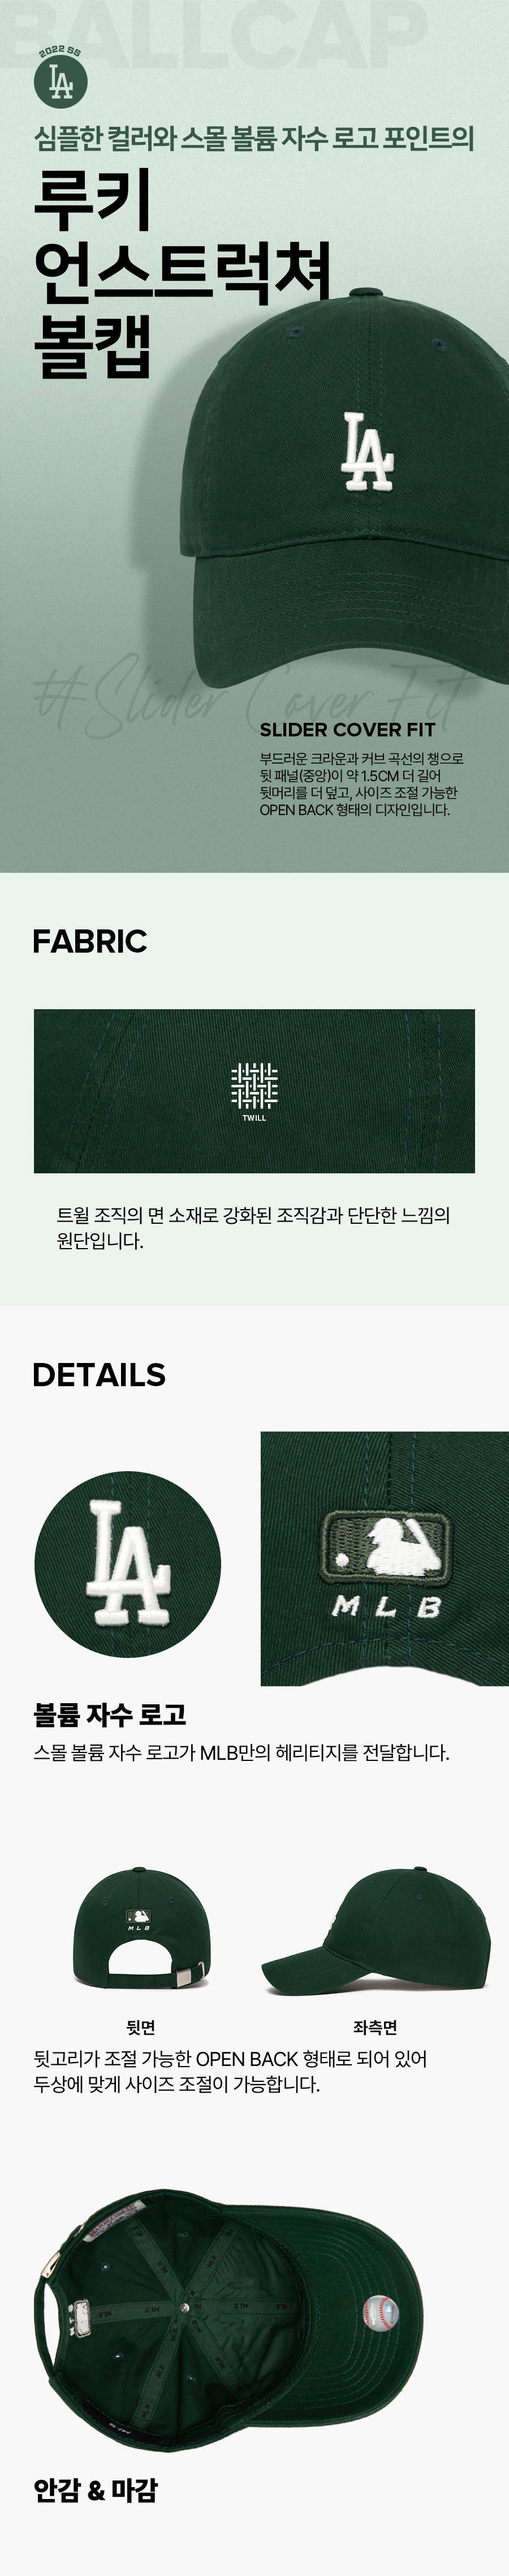 BALLCAP
2022 SS
LA
심플한 컬러와 스몰 볼륨 자수 로고 포인트의
루키
언스트럭쳐
볼캡
LA
#Slider Cover Fit
SLIDER COVER FIT
부드러운 크라운과 커브 곡선의 챙으로
뒷 패널(중앙)이 약 1.5CM 더 길어
뒷머리를 더 덮고, 사이즈 조절 가능한
OPEN BACK 형태의 디자인입니다.
FABRIC
TWILL
트윌 조직의 면 소재로 강화된 조직감과 단단한 느낌의
원단입니다.
DETAILS
LA
MLB
볼륨 자수 로고
스몰 볼륨 자수 로고가 MLB만의 헤리티지를 전달합니다.
MLB
뒷면
좌측면
뒷고리가 조절 가능한 OPEN BACK 형태로 되어 있어
두상에 맞게 사이즈 조절이 가능합니다.
안감 & 마감